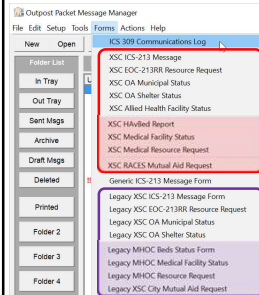 Outpost Packet Message Manager
File Edit Setup Tools Forms Actions Help
New Open
ICS 309 Communications Log
Folder List
XSC ICS-213 Message
In Tray
XSC EOC-213RR Resource Request
XSC OA Municipal Status
Out Tray
XSC OA Shelter Status
XSC Allied Health Facility Status
Sent Msgs
XSC HAvBed Report
Archive
XSC Medical Facility Status
XSC Medical Resource Request
Draft Msgs
XSC RACES Mutual Aid Request
Deleted
!!
Generic ICS-213 Message Form
Legacy XSC ICS-213 Message Form
Printed
Legacy XSC EOC-213RR Resource Request
Legacy XSC OA Municipal Status
Folder 2
Legacy XSC OA Shelter Status
Legacy MHOC Beds Status Form
Folder 3
Legacy MHOC Medical Facility Status
Legacy MHOC Resource Request
Folder 4
Legacy XSC City Mutual Aid Request